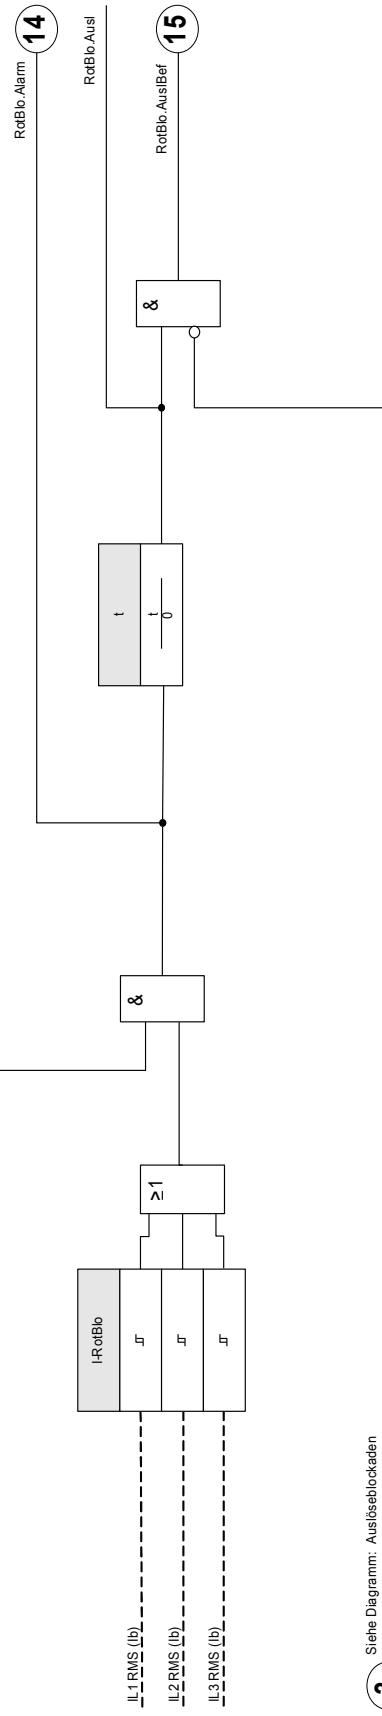 RotBlo.Alarm
14
RotBlo.Ausl
RotBlo.AuslBef
15
&
t
t
0
&
≥1
I-RotBlo
IL1 RMS (Ib)
IL2 RMS (Ib)
IL3 RMS (Ib)
Siehe Diagramm: Auslöseblockaden